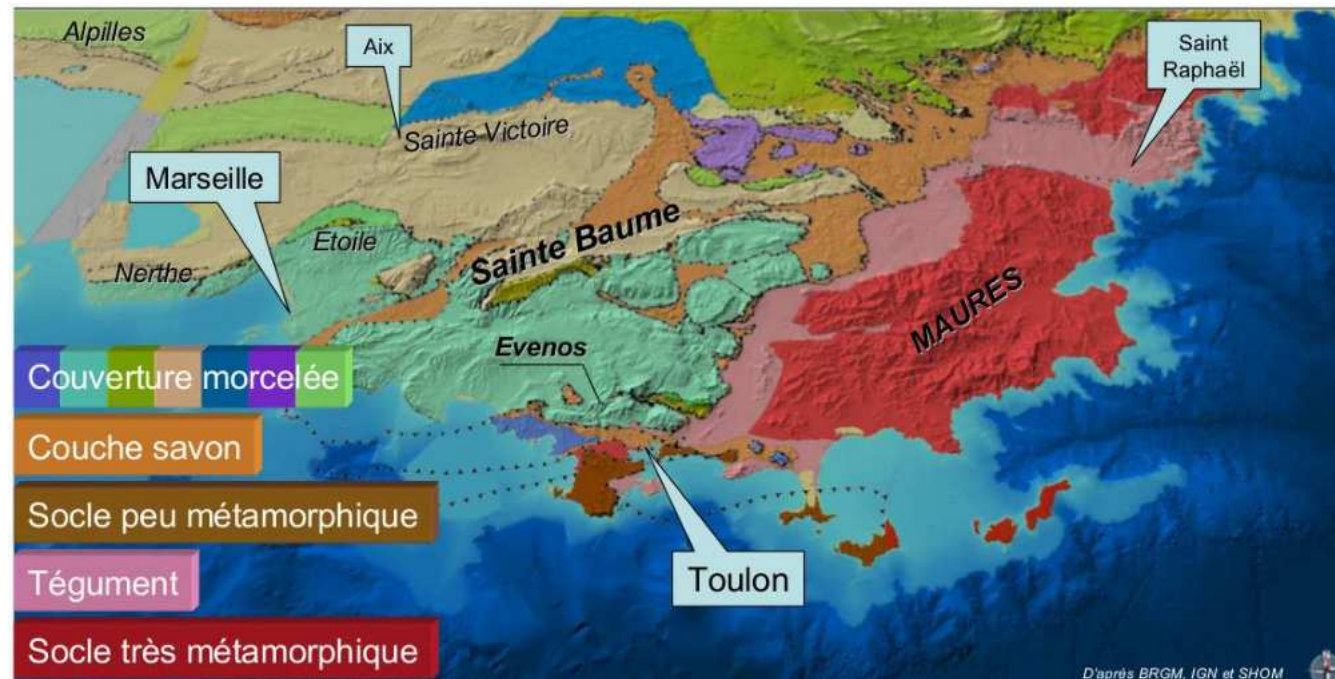 Alpilles
Aix
Saint
Raphaël
Sainte Victoire
Marseille
Etoile
Sainte Baume
Nerthe
MAURES
Evenos
Couverture morcelée
Couche savon
Socle peu métamorphique
Toulon
Tégument
Socle très métamorphique
D'après BRGM, IGN et SHOM